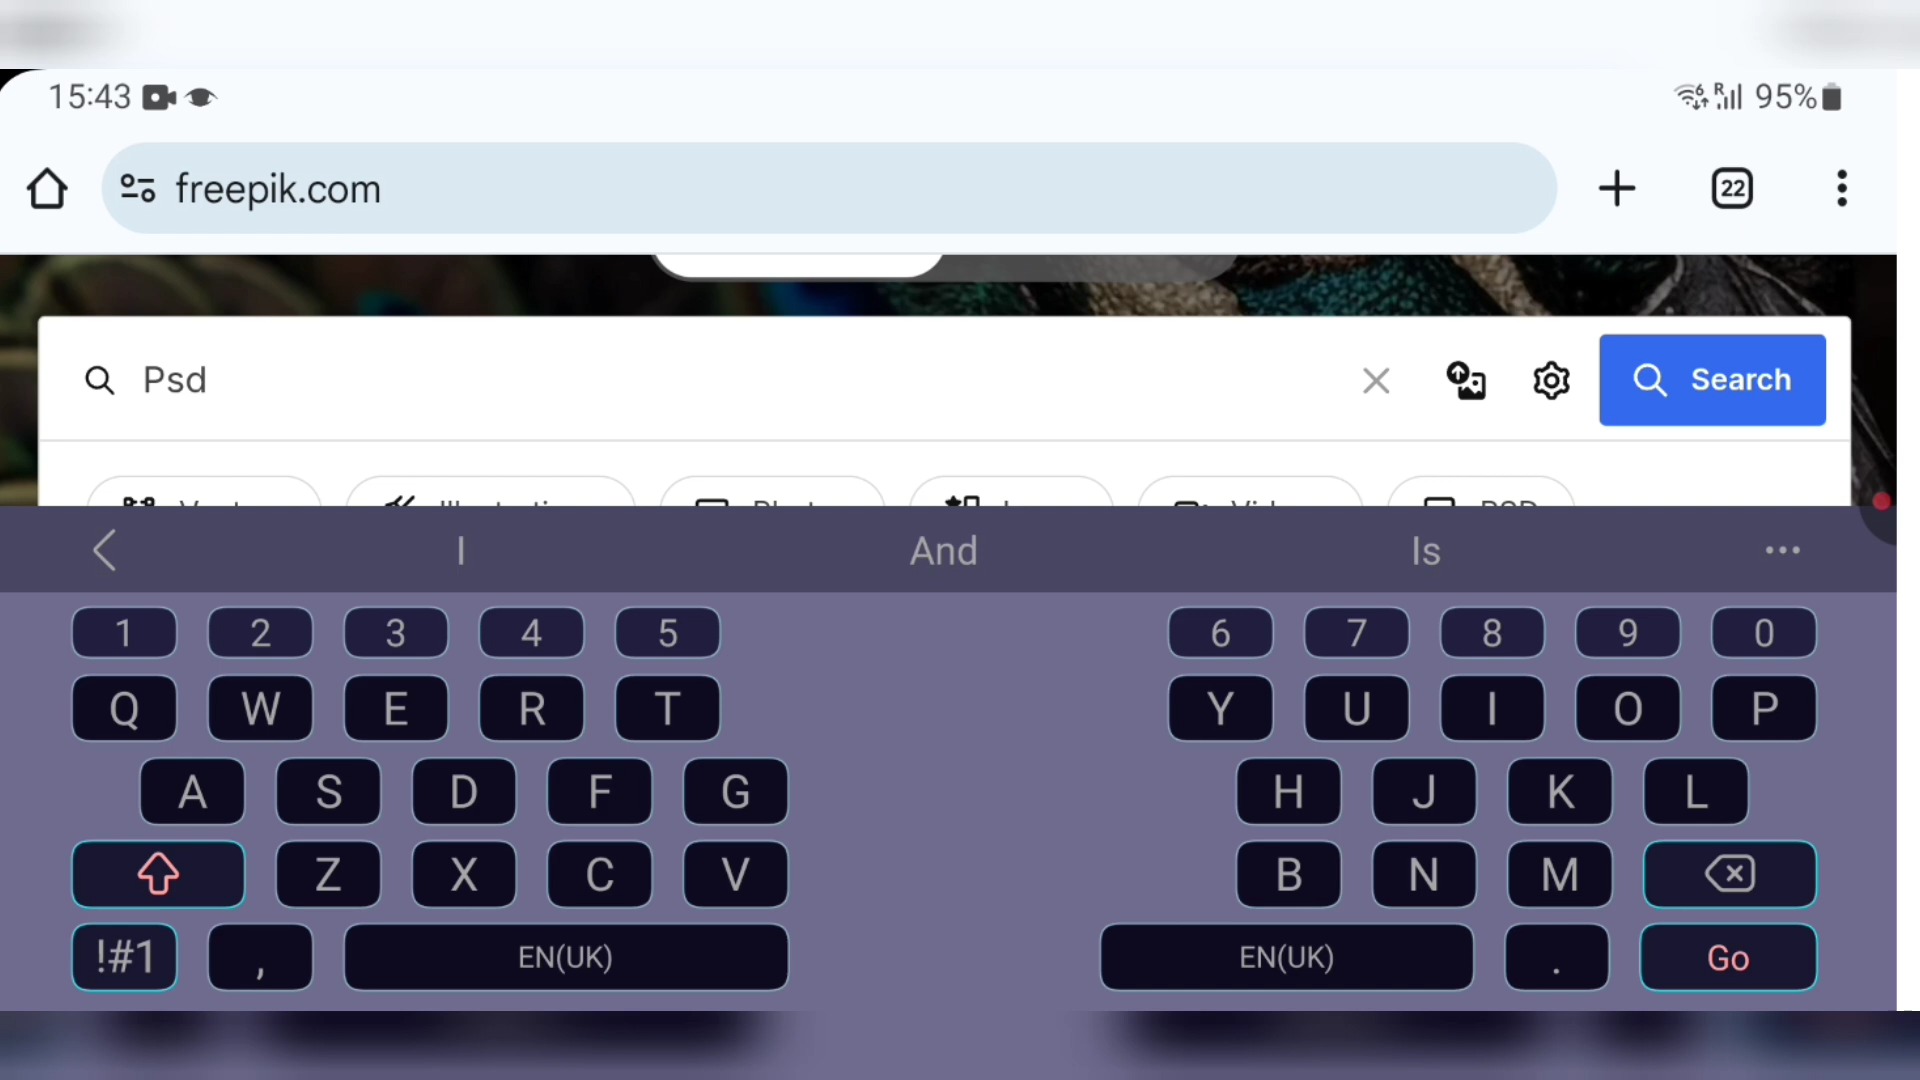 15:43 6 R 95%
freepik.com 22
Psd Search
I And Is
1 2 3 4 5 6 7 8 9 0
Q W E R T Y U I O P
A S D F G H J K L
Z X C V B N M
!#1 , EN(UK) EN(UK) . Go